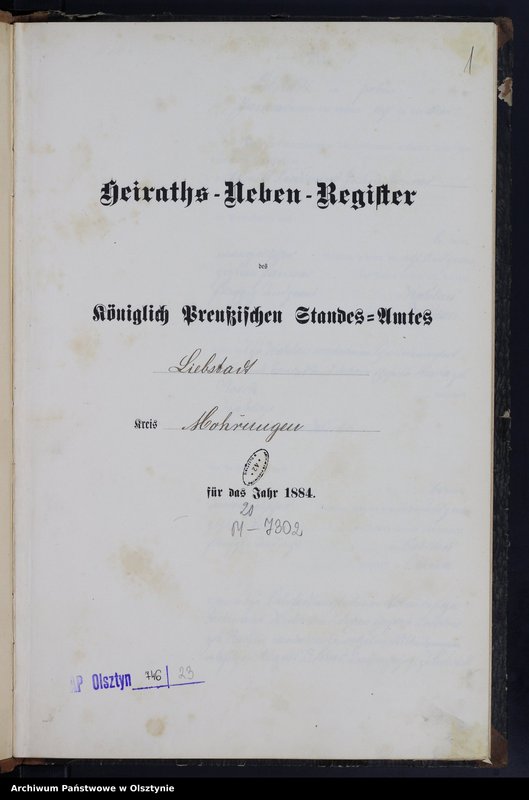 1
Heiraths-Neben-Register
des
Königlich Preußischen Standes-Amtes
Liebstadt
Kreis Mohrungen
für das Jahr 1884.
20
M-7302
AP Olsztyn 746/23
Archiwum Państwowe w Olsztynie